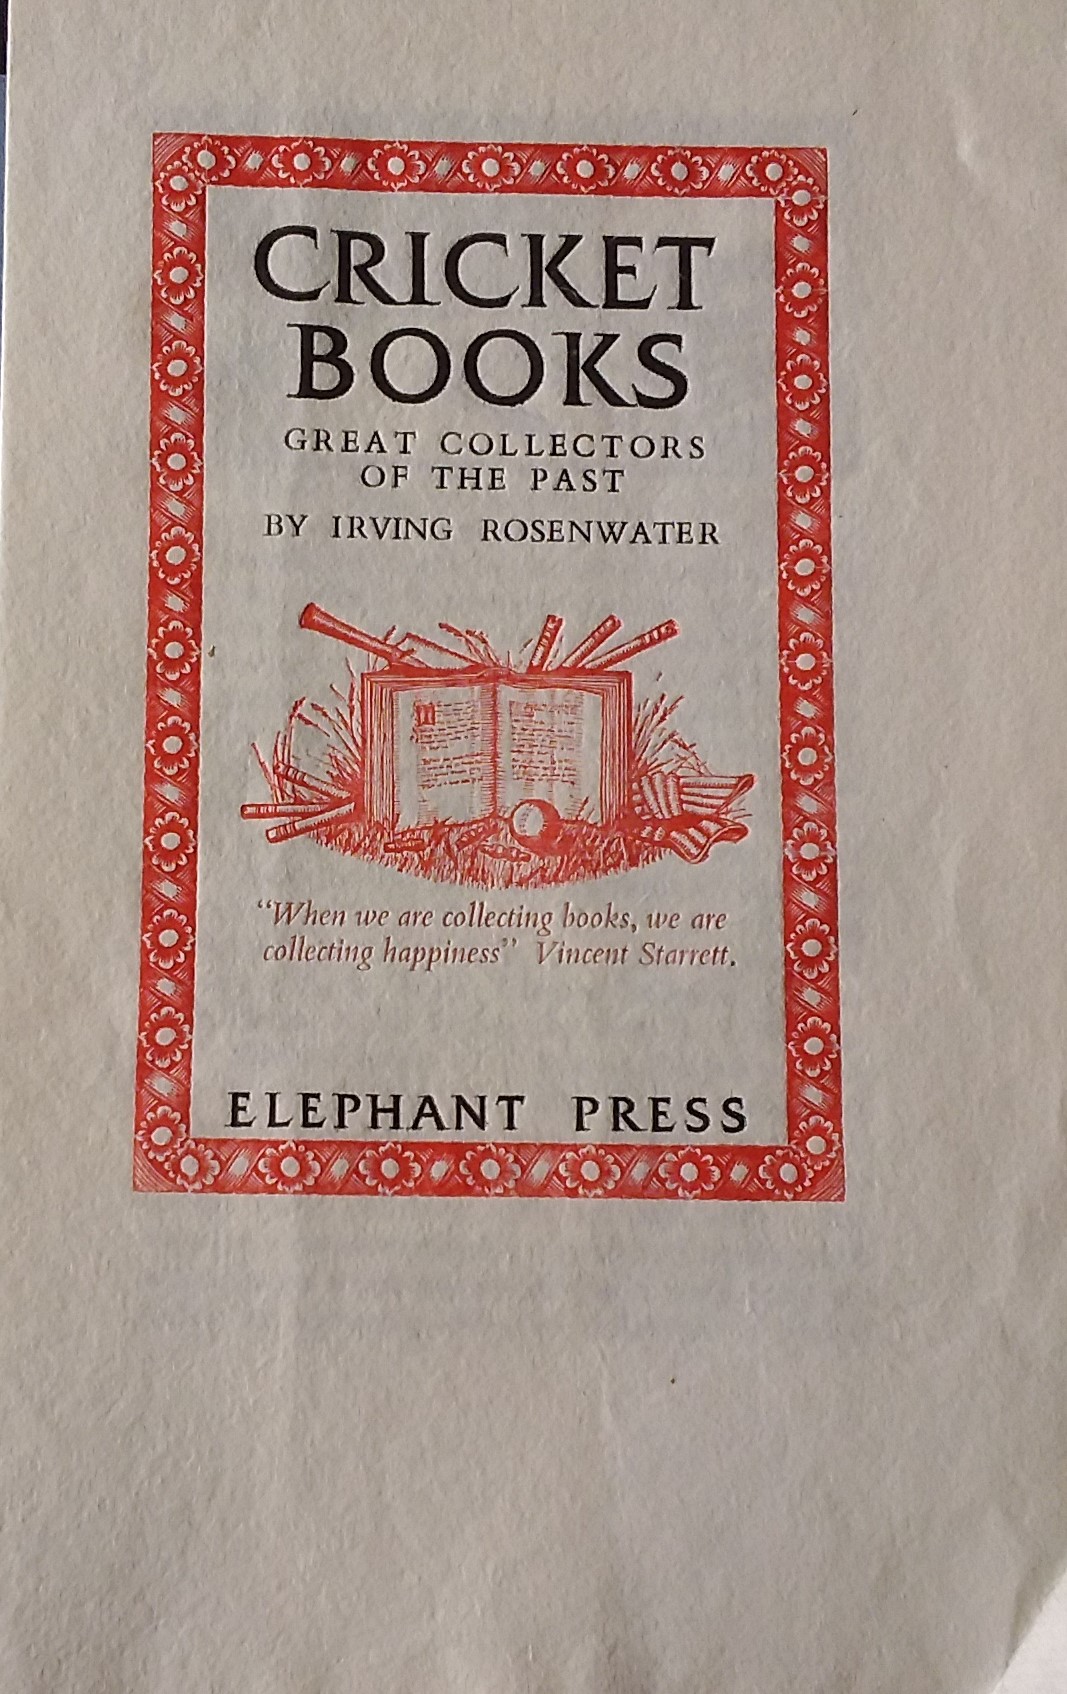 CRICKET
BOOKS
GREAT COLLECTORS
OF THE PAST
BY IRVING ROSENWATER
“When we are collecting books, we are
collecting happiness” Vincent Starrett.
ELEPHANT PRESS